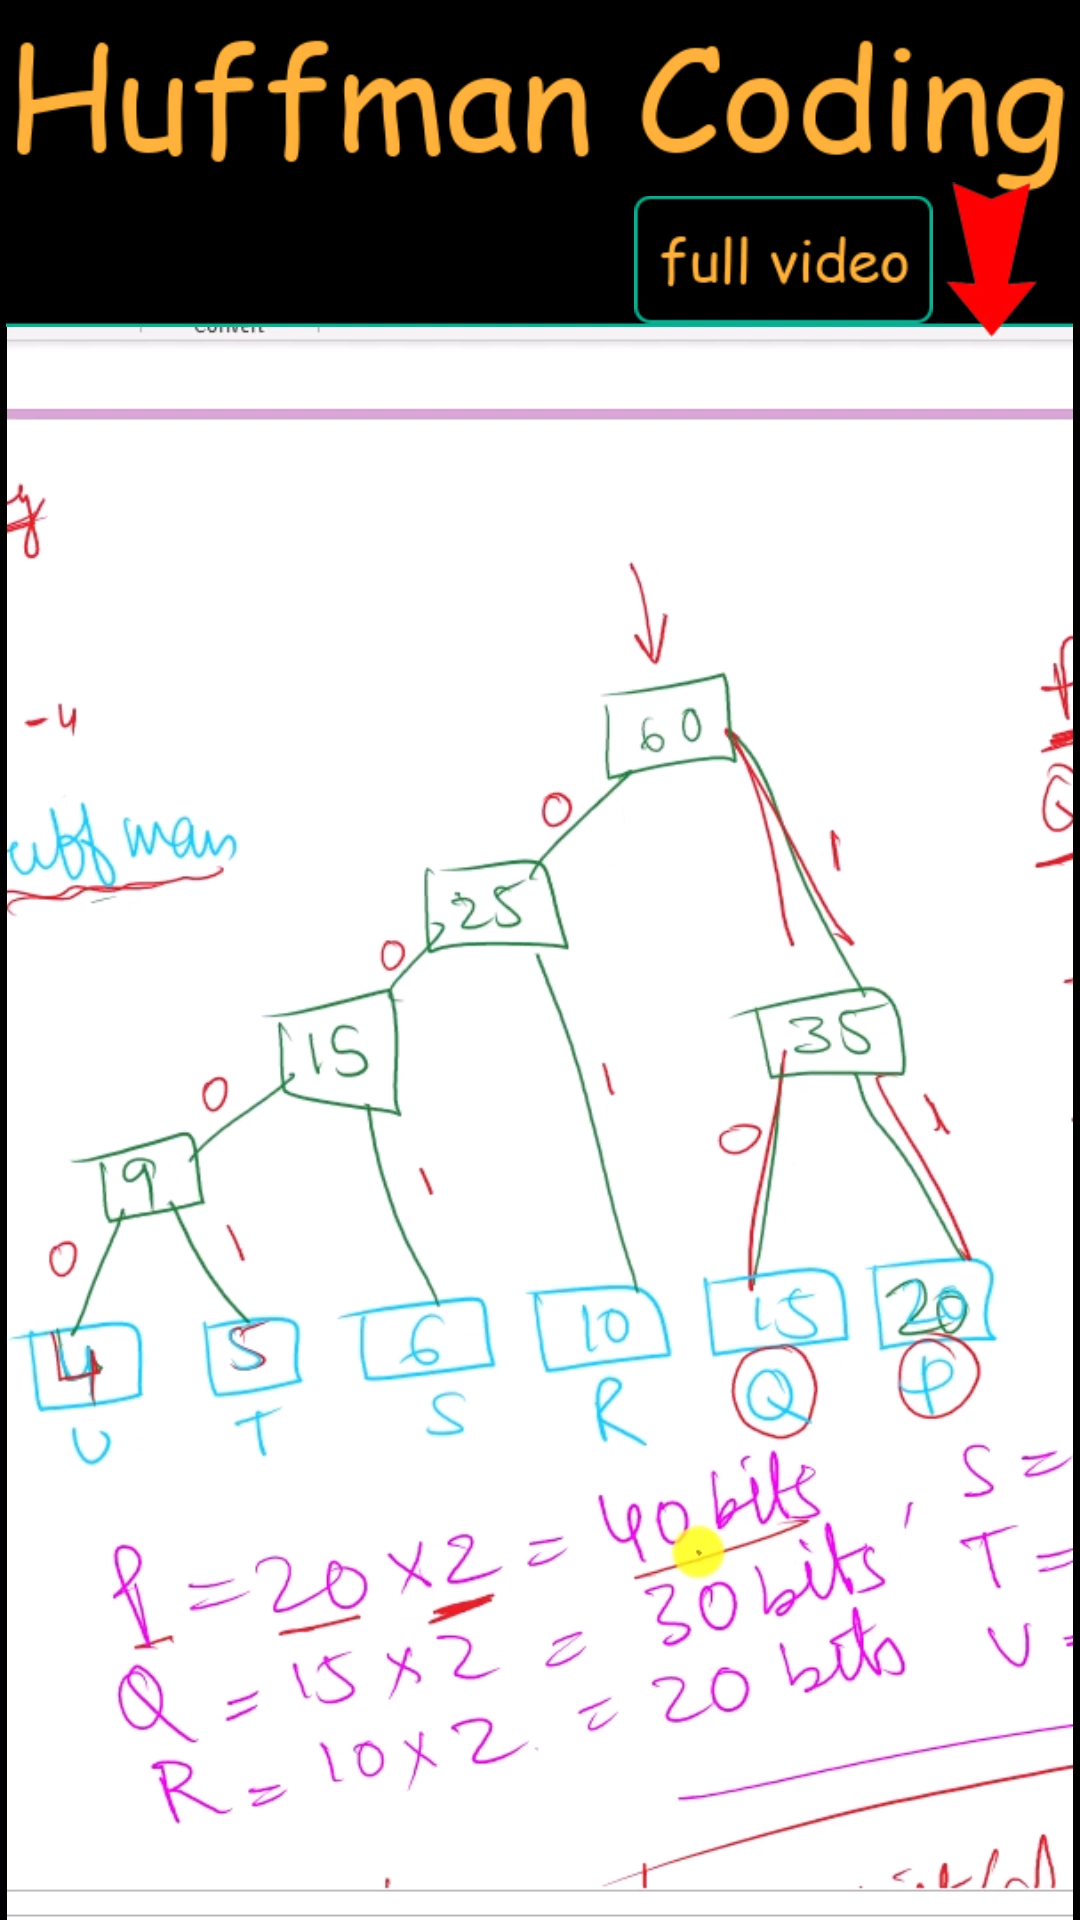 Huffman Coding
full video
Convert
y
-4
uffman
60
0
1
25
0
1
15
35
0
1
0
1
9
0
1
4
5
6
10
15
20
U
T
S
R
Q
P
P = 20 × 2 = 40 bits, S =
Q = 15 × 2 = 30 bits T =
R = 10 × 2 = 20 bits U =